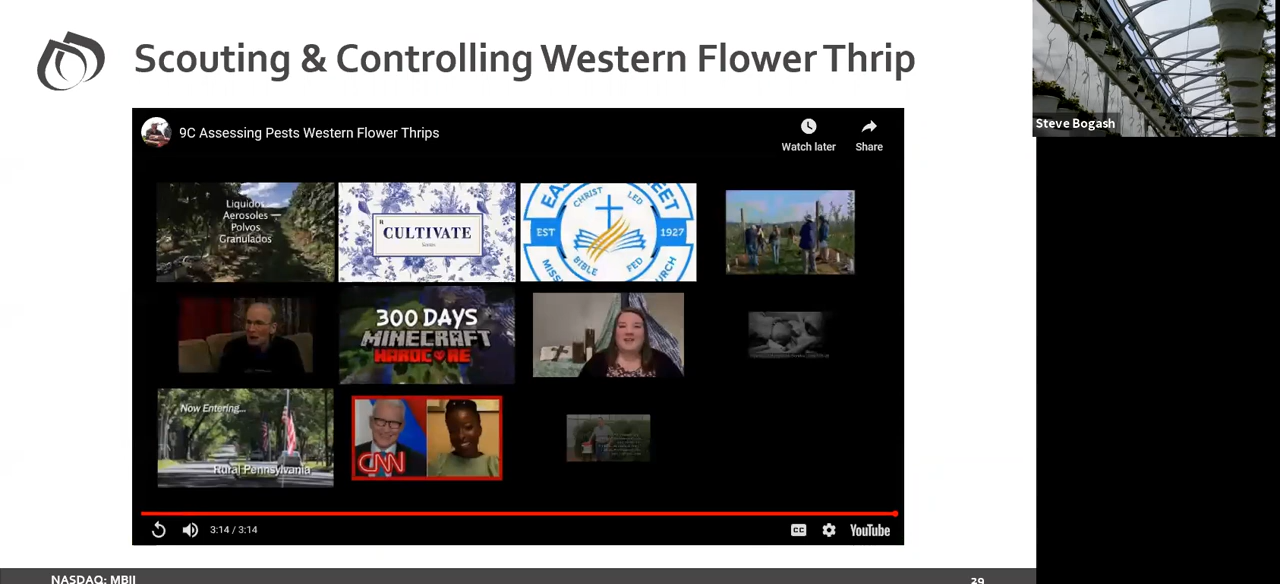 Scouting & Controlling Western Flower Thrip
Steve Bogash
9C Assessing Pests Western Flower Thrips
Watch later
Share
Liquidos
Aerosoles
Polvos
Granulados
CULTIVATE
EST
CHRIST LED
1927
BIBLE FED
300 DAYS
MINECRAFT
HARDCORE
Now Entering...
Rural Pennsylvania
CNN
3:14 / 3:14
CC
YouTube
NASDAQ: MBII
29